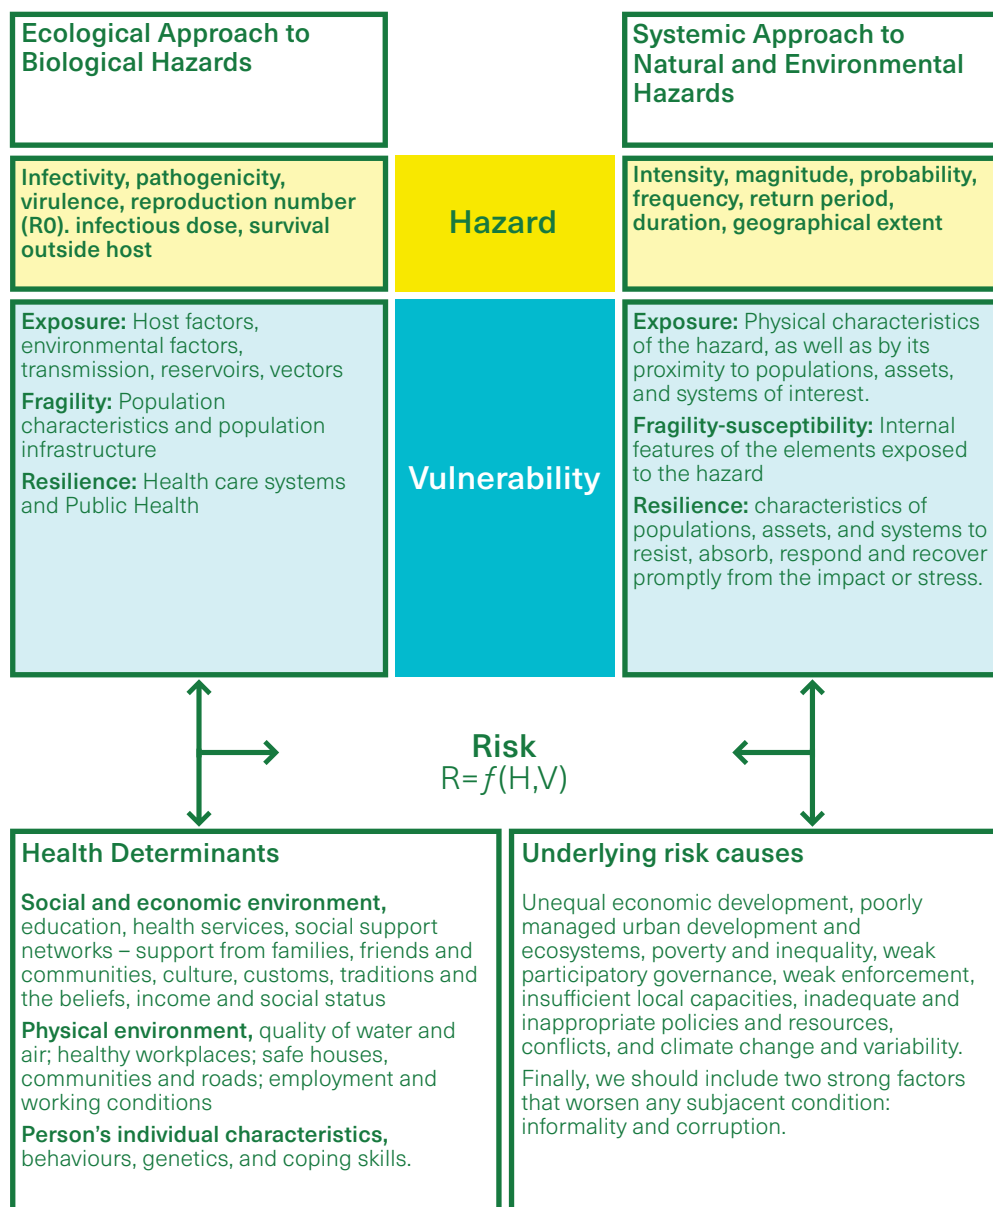 Ecological Approach to
Biological Hazards
Systemic Approach to
Natural and Environmental
Hazards
Infectivity, pathogenicity,
virulence, reproduction number
(R0). infectious dose, survival
outside host
Hazard
Intensity, magnitude, probability,
frequency, return period,
duration, geographical extent
Exposure: Host factors,
environmental factors,
transmission, reservoirs, vectors
Fragility: Population
characteristics and population
infrastructure
Resilience: Health care systems
and Public Health
Vulnerability
Exposure: Physical characteristics
of the hazard, as well as by its
proximity to populations, assets,
and systems of interest.
Fragility-susceptibility: Internal
features of the elements exposed
to the hazard
Resilience: characteristics of
populations, assets, and systems to
resist, absorb, respond and recover
promptly from the impact or stress.
Risk
R=f(H,V)
Health Determinants
Social and economic environment,
education, health services, social support
networks – support from families, friends and
communities, culture, customs, traditions and
the beliefs, income and social status
Physical environment, quality of water and
air; healthy workplaces; safe houses,
communities and roads; employment and
working conditions
Person's individual characteristics,
behaviours, genetics, and coping skills.
Underlying risk causes
Unequal economic development, poorly
managed urban development and
ecosystems, poverty and inequality, weak
participatory governance, weak enforcement,
insufficient local capacities, inadequate and
inappropriate policies and resources,
conflicts, and climate change and variability.
Finally, we should include two strong factors
that worsen any subjacent condition:
informality and corruption.